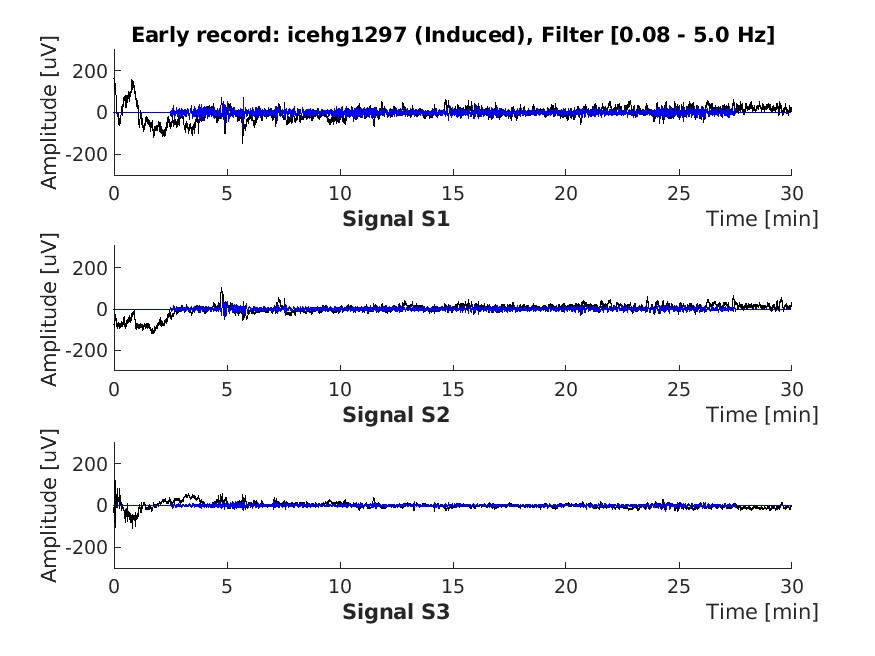 Early record: icehg1297 (Induced), Filter [0.08 - 5.0 Hz]
Amplitude [uV]
200
0
-200
0 5 10 15 20 25 30
Signal S1 Time [min]
Amplitude [uV]
200
0
-200
0 5 10 15 20 25 30
Signal S2 Time [min]
Amplitude [uV]
200
0
-200
0 5 10 15 20 25 30
Signal S3 Time [min]